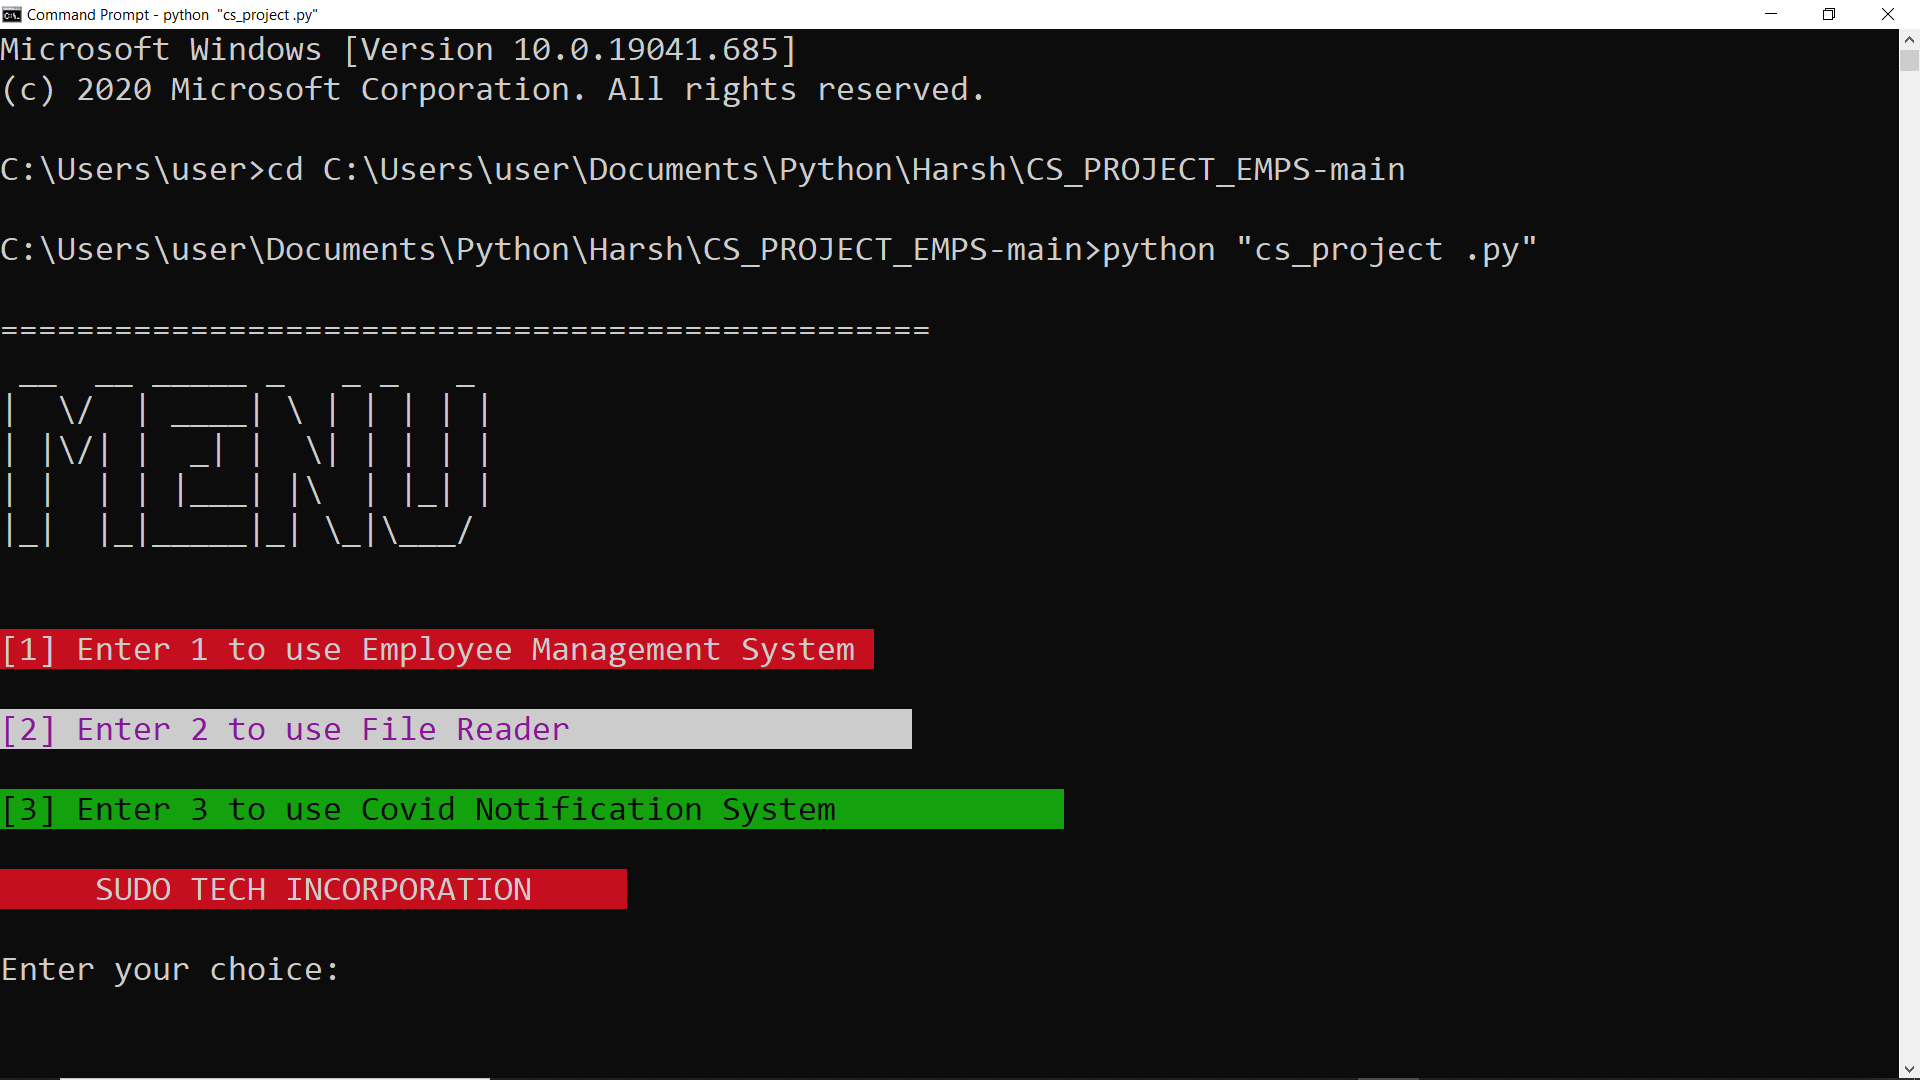 Command Prompt - python  "cs_project .py"
Microsoft Windows [Version 10.0.19041.685]
(c) 2020 Microsoft Corporation. All rights reserved.
C:\Users\user>cd C:\Users\user\Documents\Python\Harsh\CS_PROJECT_EMPS-main
C:\Users\user\Documents\Python\Harsh\CS_PROJECT_EMPS-main>python "cs_project .py"
=================================================
MENU
[1] Enter 1 to use Employee Management System
[2] Enter 2 to use File Reader
[3] Enter 3 to use Covid Notification System
SUDO TECH INCORPORATION
Enter your choice: